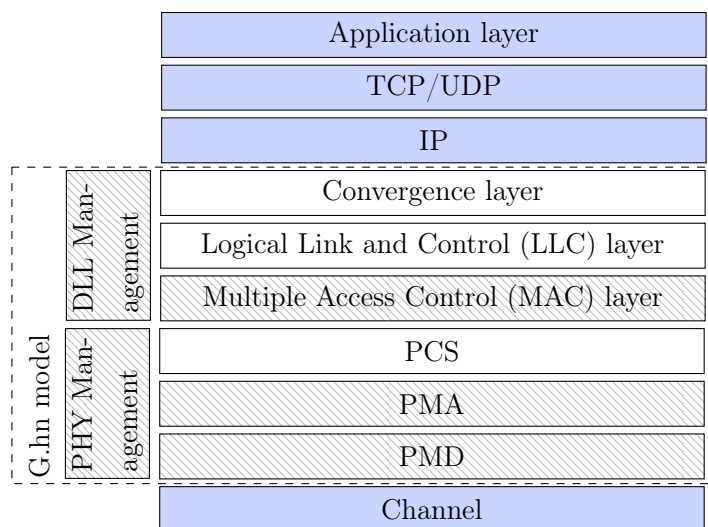 Application layer
TCP/UDP
IP
G.hn model
DLL Man-
agement
Convergence layer
Logical Link and Control (LLC) layer
Multiple Access Control (MAC) layer
PHY Man-
agement
PCS
PMA
PMD
Channel